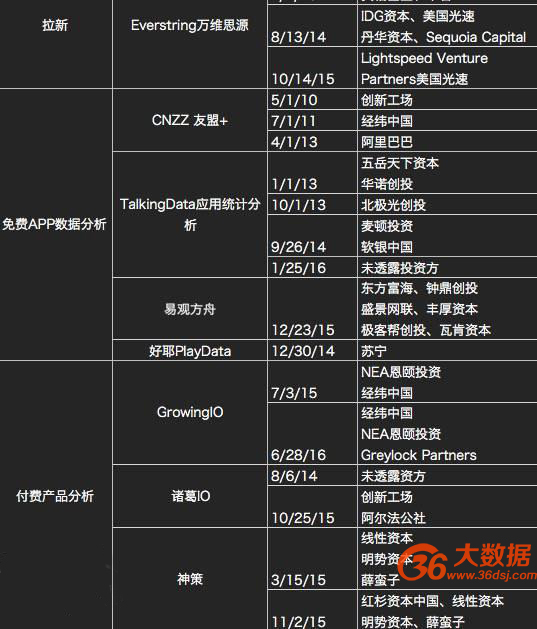 拉新
Everstring万维思源
8/13/14
IDG资本、美国光速
丹华资本、Sequoia Capital
10/14/15
Lightspeed Venture
Partners美国光速
免费APP数据分析
CNZZ 友盟+
5/1/10
创新工场
7/1/11
经纬中国
4/1/13
阿里巴巴
TalkingData应用统计分
析
1/1/13
五岳天下资本
华诺创投
10/1/13
北极光创投
9/26/14
麦顿投资
软银中国
1/25/16
未透露投资方
易观方舟
12/23/15
东方富海、钟鼎创投
盛景网联、丰厚资本
极客帮创投、瓦肯资本
好耶PlayData
12/30/14
苏宁
付费产品分析
GrowingIO
7/3/15
NEA恩颐投资
经纬中国
6/28/16
经纬中国
NEA恩颐投资
Greylock Partners
诸葛IO
8/6/14
未透露资方
10/25/15
创新工场
阿尔法公社
神策
3/15/15
线性资本
明势资本
薛蛮子
11/2/15
红杉资本中国、线性资本
明势资本、薛蛮子
36大数据
www.36dsj.com